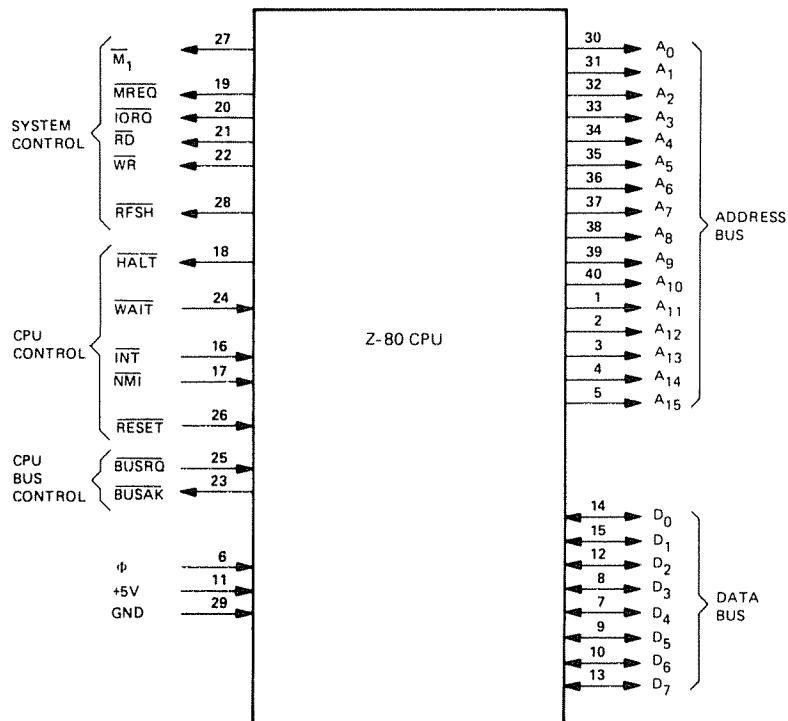 27 M1
19 MREQ
20 IORQ
21 RD
22 WR
28 RFSH
SYSTEM
CONTROL
18 HALT
24 WAIT
16 INT
17 NMI
26 RESET
CPU
CONTROL
25 BUSRQ
23 BUSAK
CPU
BUS
CONTROL
6 Φ
11 +5V
29 GND
Z-80 CPU
30 A0
31 A1
32 A2
33 A3
34 A4
35 A5
36 A6
37 A7
38 A8
39 A9
40 A10
1 A11
2 A12
3 A13
4 A14
5 A15
ADDRESS
BUS
14 D0
15 D1
12 D2
8 D3
7 D4
9 D5
10 D6
13 D7
DATA
BUS